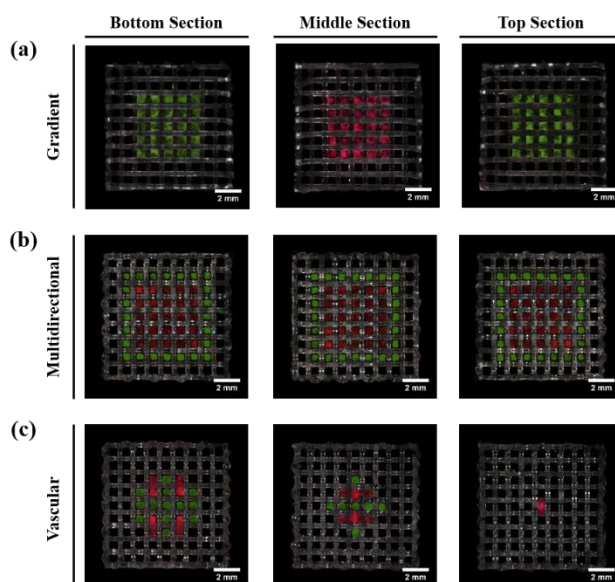 Bottom Section
Middle Section
Top Section
(a)
Gradient
2 mm
2 mm
2 mm
(b)
Multidirectional
2 mm
2 mm
2 mm
(c)
Vascular
2 mm
2 mm
2 mm